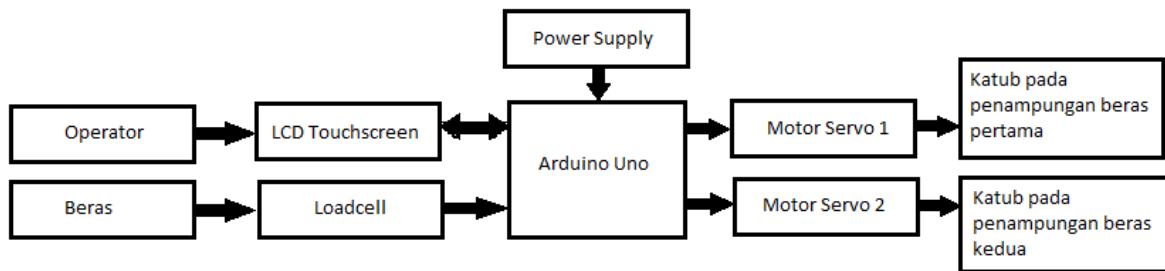 Power Supply
Operator
LCD Touchscreen
Arduino Uno
Motor Servo 1
Katub pada
penampungan beras
pertama
Beras
Loadcell
Motor Servo 2
Katub pada
penampungan beras
kedua